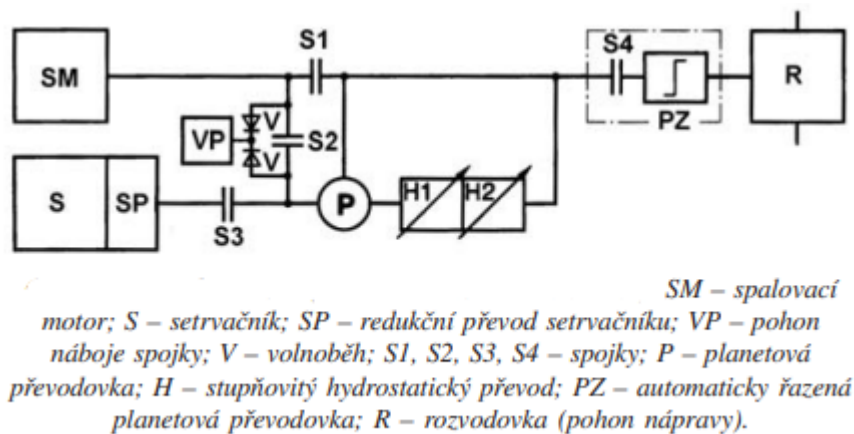 S1
S4
SM
R
V
VP
S2
PZ
V
S
SP
P
H1
H2
S3
SM – spalovací
motor; S – setrvačník; SP – redukční převod setrvačníku; VP – pohon
náboje spojky; V – volnoběh; S1, S2, S3, S4 – spojky; P – planetová
převodovka; H – stupňovitý hydrostatický převod; PZ – automaticky řazená
planetová převodovka; R – rozvodovka (pohon nápravy).